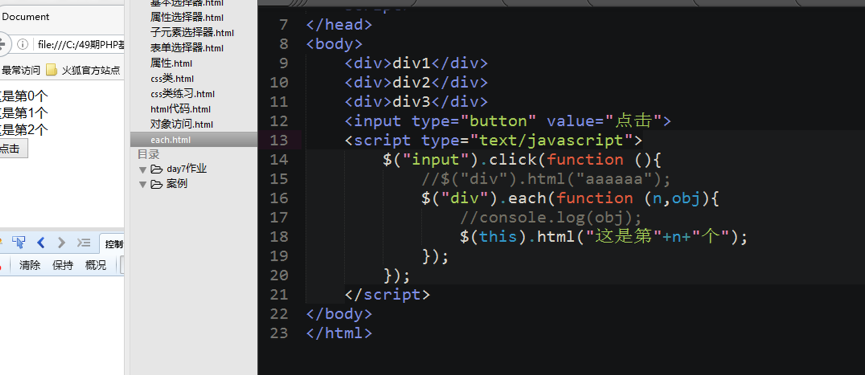 Document
file:///C:/49期PHP基
最常访问 火狐官方站点
是第0个
是第1个
是第2个
点击
控制
清除 保持 概况
属性选择器.html
子元素选择器.html
表单选择器.html
属性.html
css类.html
css类练习.html
html代码.html
对象访问.html
each.html
目录
day7作业
案例
7 </head>
8 <body>
9 <div>div1</div>
10 <div>div2</div>
11 <div>div3</div>
12 <input type="button" value="点击">
13 <script type="text/javascript">
14 $("input").click(function (){
15 //$("div").html("aaaaaa");
16 $("div").each(function (n,obj){
17 //console.log(obj);
18 $(this).html("这是第"+n+"个");
19 });
20 });
21 </script>
22 </body>
23 </html>